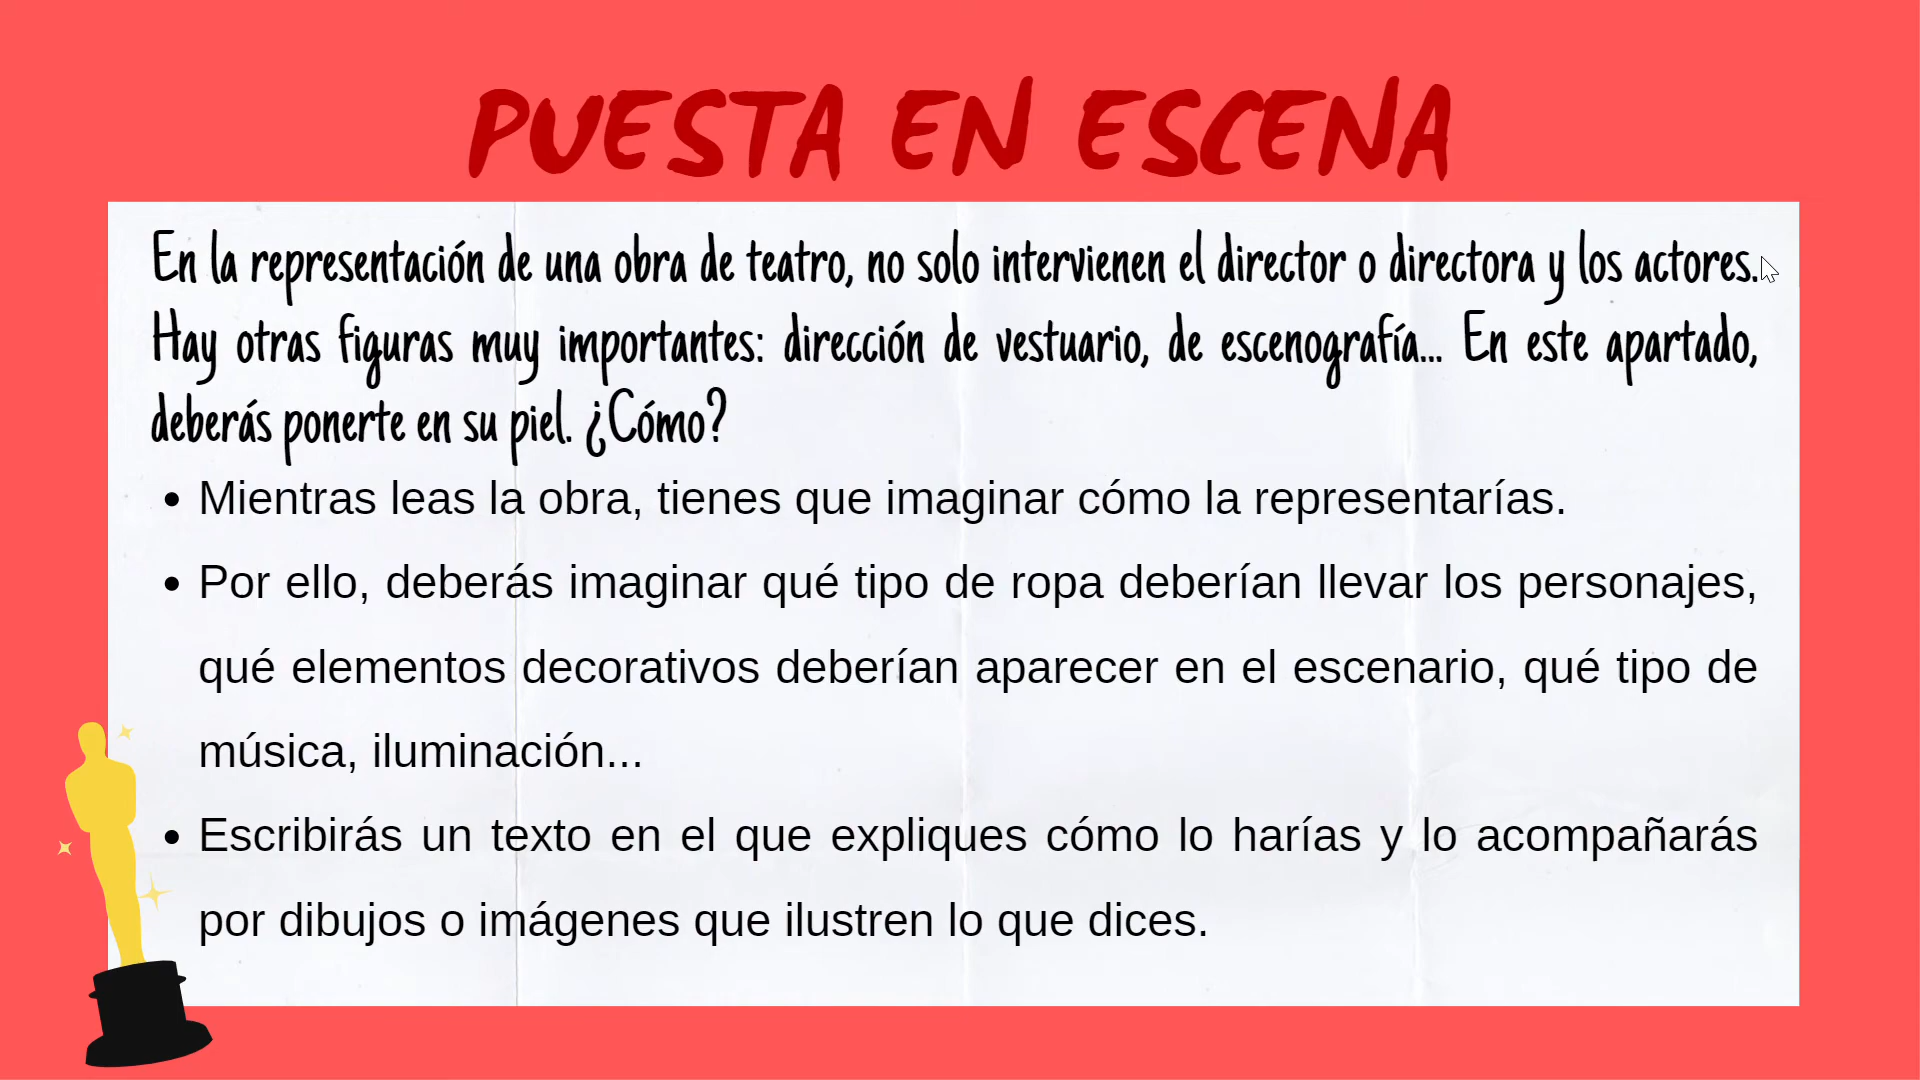 PUESTA EN ESCENA
En la representación de una obra de teatro, no solo intervienen el director o directora y los actores.
Hay otras figuras muy importantes: dirección de vestuario, de escenografía... En este apartado,
deberás ponerte en su piel. ¿Cómo?
• Mientras leas la obra, tienes que imaginar cómo la representarías.
• Por ello, deberás imaginar qué tipo de ropa deberían llevar los personajes,
qué elementos decorativos deberían aparecer en el escenario, qué tipo de
música, iluminación...
• Escribirás un texto en el que expliques cómo lo harías y lo acompañarás
por dibujos o imágenes que ilustren lo que dices.